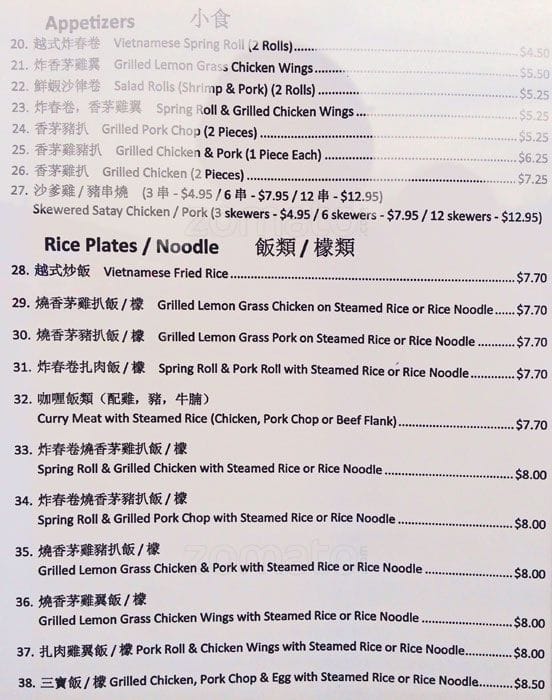 Appetizers 小食
20. 越式炸春卷 Vietnamese Spring Roll (2 Rolls)...... $4.50
21. 炸香茅雞翼 Grilled Lemon Grass Chicken Wings........ $5.50
22. 鮮蝦沙律卷 Salad Rolls (Shrimp & Pork) (2 Rolls) ........ $5.25
23. 炸春卷，香茅雞翼 Spring Roll & Grilled Chicken Wings ... $5.25
24. 香茅豬扒 Grilled Pork Chop (2 Pieces) ........ $5.25
25. 香茅雞豬扒 Grilled Chicken & Pork (1 Piece Each) ........ $6.25
26. 香茅雞扒 Grilled Chicken (2 Pieces) ........ $7.25
27. 沙爹雞 / 豬串燒 (3 串 - $4.95 / 6 串 - $7.95 / 12 串 - $12.95)
Skewered Satay Chicken / Pork (3 skewers - $4.95 / 6 skewers - $7.95 / 12 skewers - $12.95)
zomato
Rice Plates / Noodle 飯類 / 檬類
28. 越式炒飯 Vietnamese Fried Rice ........ $7.70
29. 燒香茅雞扒飯 / 檬 Grilled Lemon Grass Chicken on Steamed Rice or Rice Noodle ..... $7.70
30. 燒香茅豬扒飯 / 檬 Grilled Lemon Grass Pork on Steamed Rice or Rice Noodle ........ $7.70
31. 炸春卷扎肉飯 / 檬 Spring Roll & Pork Roll with Steamed Rice or Rice Noodle ........ $7.70
32. 咖喱飯類（配雞，豬，牛腩）
Curry Meat with Steamed Rice (Chicken, Pork Chop or Beef Flank) ........ $7.70
33. 炸春卷燒香茅雞扒飯 / 檬
Spring Roll & Grilled Chicken with Steamed Rice or Rice Noodle ........ $8.00
34. 炸春卷燒香茅豬扒飯 / 檬
Spring Roll & Grilled Pork Chop with Steamed Rice or Rice Noodle ........ $8.00
35. 燒香茅雞豬扒飯 / 檬
zomato
Grilled Lemon Grass Chicken & Pork with Steamed Rice or Rice Noodle ........ $8.00
36. 燒香茅雞翼飯 / 檬
Grilled Lemon Grass Chicken Wings with Steamed Rice or Rice Noodle ........ $8.00
37. 扎肉雞翼飯 / 檬 Pork Roll & Chicken Wings with Steamed Rice or Rice Noodle........ $8.00
38. 三寶飯 / 檬 Grilled Chicken, Pork Chop & Egg with Steamed Rice or Rice Noodle........ $8.50